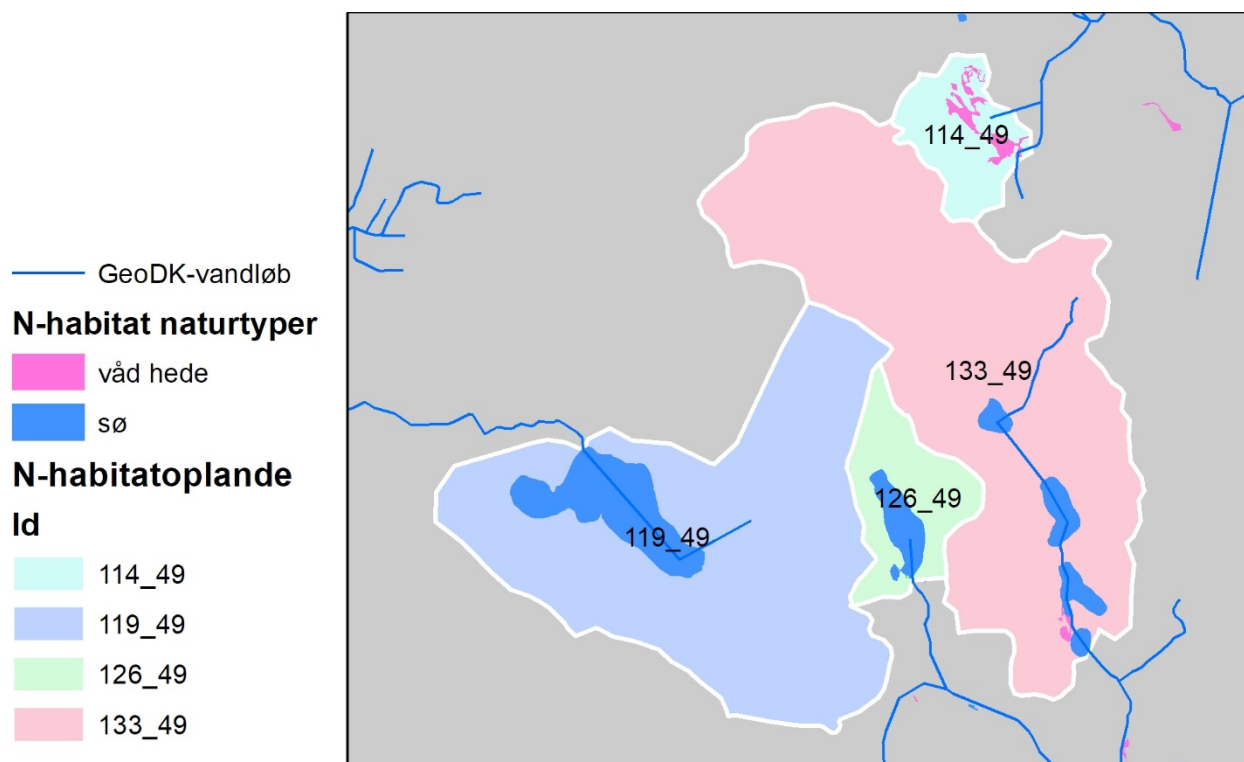 GeoDK-vandløb
N-habitat naturtyper
våd hede
sø
N-habitatoplande
Id
114_49
119_49
126_49
133_49
114_49
133_49
126_49
119_49